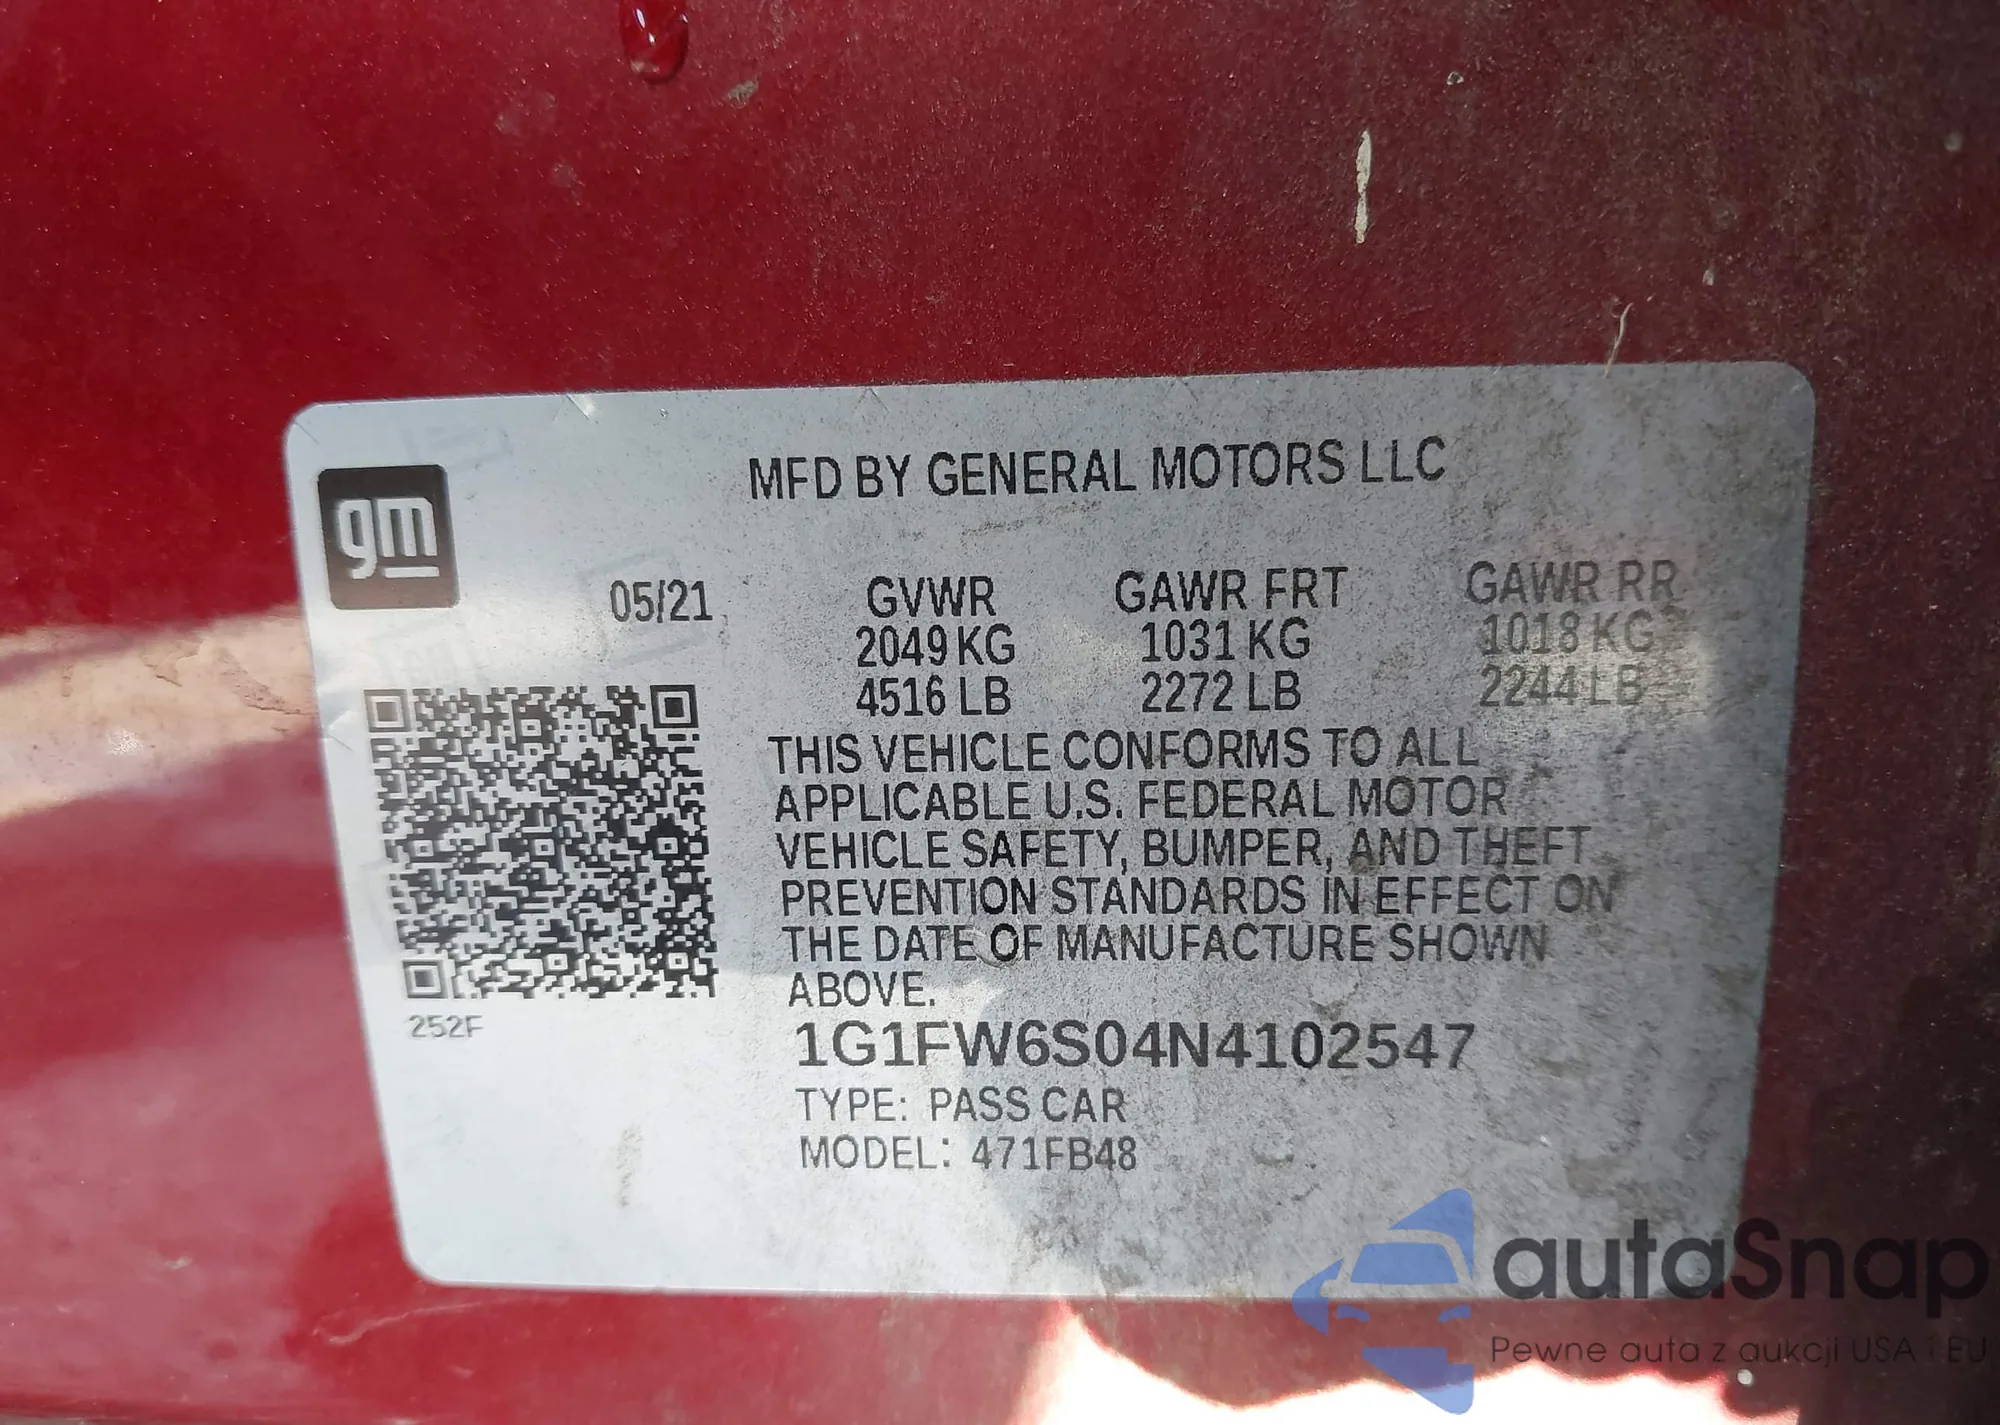 MFD BY GENERAL MOTORS LLC
gm
05/21
GVWR GAWR FRT GAWR RR
2049 KG 1031 KG 1018 KG
4516 LB 2272 LB 2244 LB
THIS VEHICLE CONFORMS TO ALL
APPLICABLE U.S. FEDERAL MOTOR
VEHICLE SAFETY, BUMPER, AND THEFT
PREVENTION STANDARDS IN EFFECT ON
THE DATE OF MANUFACTURE SHOWN
ABOVE.
252F
1G1FW6S04N4102547
TYPE: PASS CAR
MODEL: 471FB48
autaSnap
Pewne auta z aukcji USA i EU